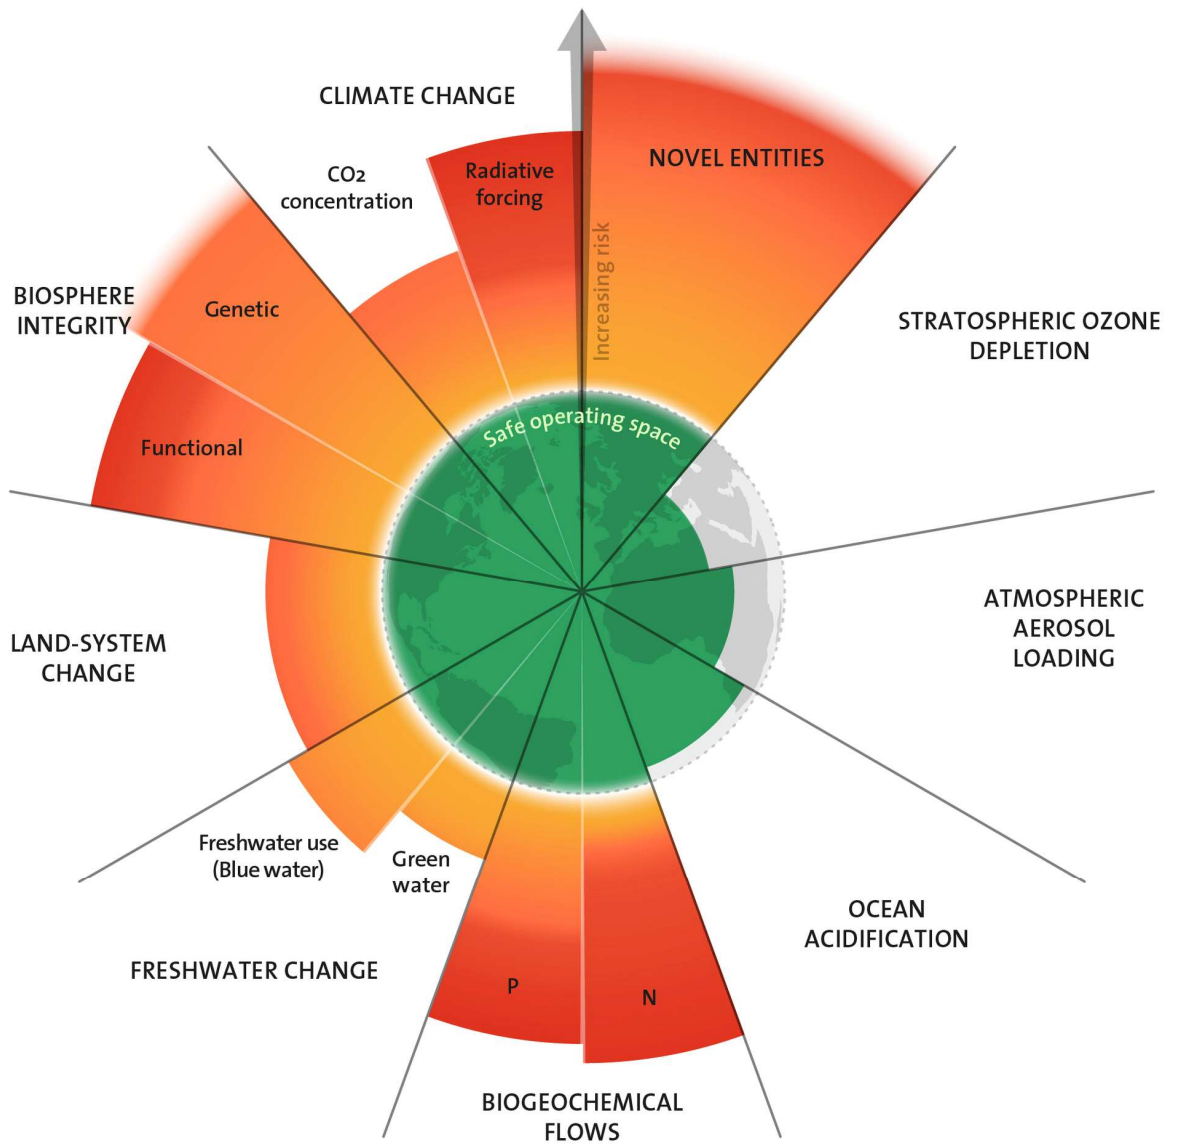 CLIMATE CHANGE
CO2
concentration
Radiative
forcing
NOVEL ENTITIES
Increasing risk
BIOSPHERE
INTEGRITY
Genetic
Functional
STRATOSPHERIC OZONE
DEPLETION
Safe operating space
ATMOSPHERIC
AEROSOL
LOADING
LAND-SYSTEM
CHANGE
Freshwater use
(Blue water)
Green
water
FRESHWATER CHANGE
OCEAN
ACIDIFICATION
P
N
BIOGEOCHEMICAL
FLOWS